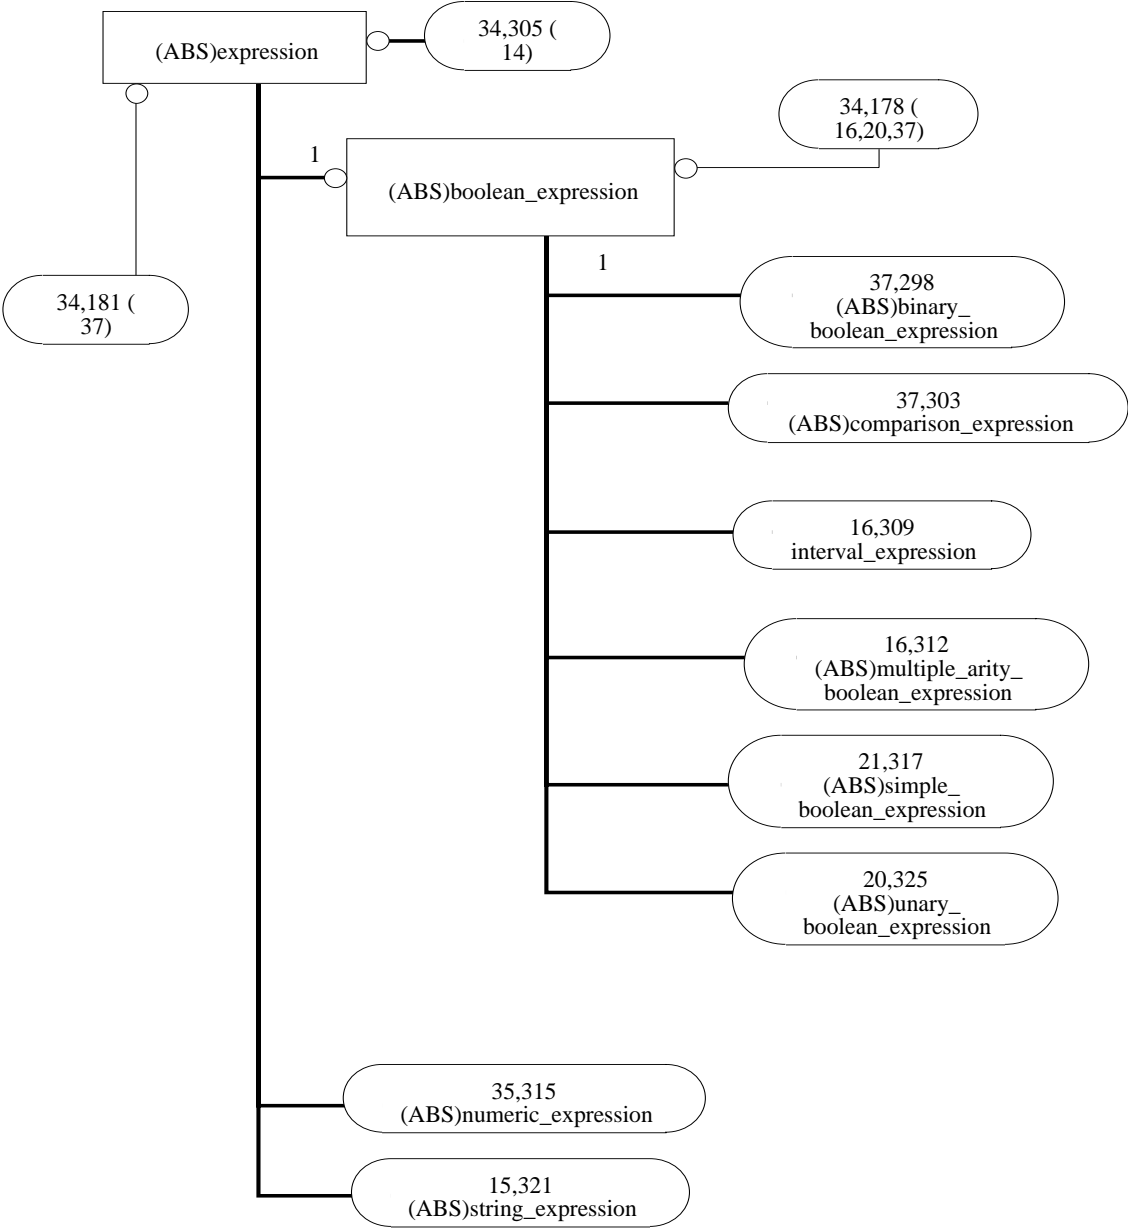 34,305 (
14)
(ABS)expression
34,178 (
16,20,37)
1
(ABS)boolean_expression
1
34,181 (
37)
37,298
(ABS)binary_
boolean_expression
37,303
(ABS)comparison_expression
16,309
interval_expression
16,312
(ABS)multiple_arity_
boolean_expression
21,317
(ABS)simple_
boolean_expression
20,325
(ABS)unary_
boolean_expression
35,315
(ABS)numeric_expression
15,321
(ABS)string_expression